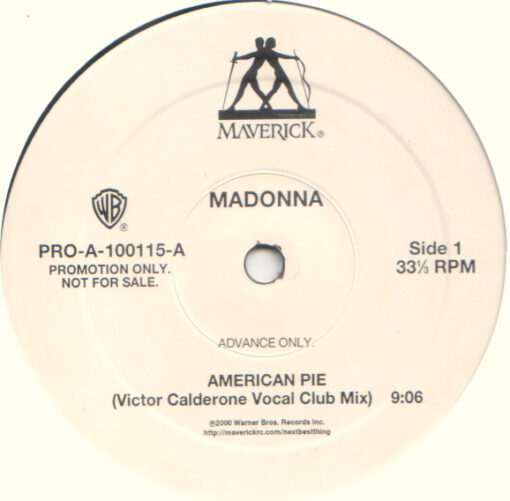 MAVERICK®
WB®
MADONNA
PRO-A-100115-A
PROMOTION ONLY.
NOT FOR SALE.
Side 1
33⅓ RPM
ADVANCE ONLY.
AMERICAN PIE
(Victor Calderone Vocal Club Mix) 9:06
℗2000 Warner Bros. Records Inc.
http://maverickrc.com/nextbestthing